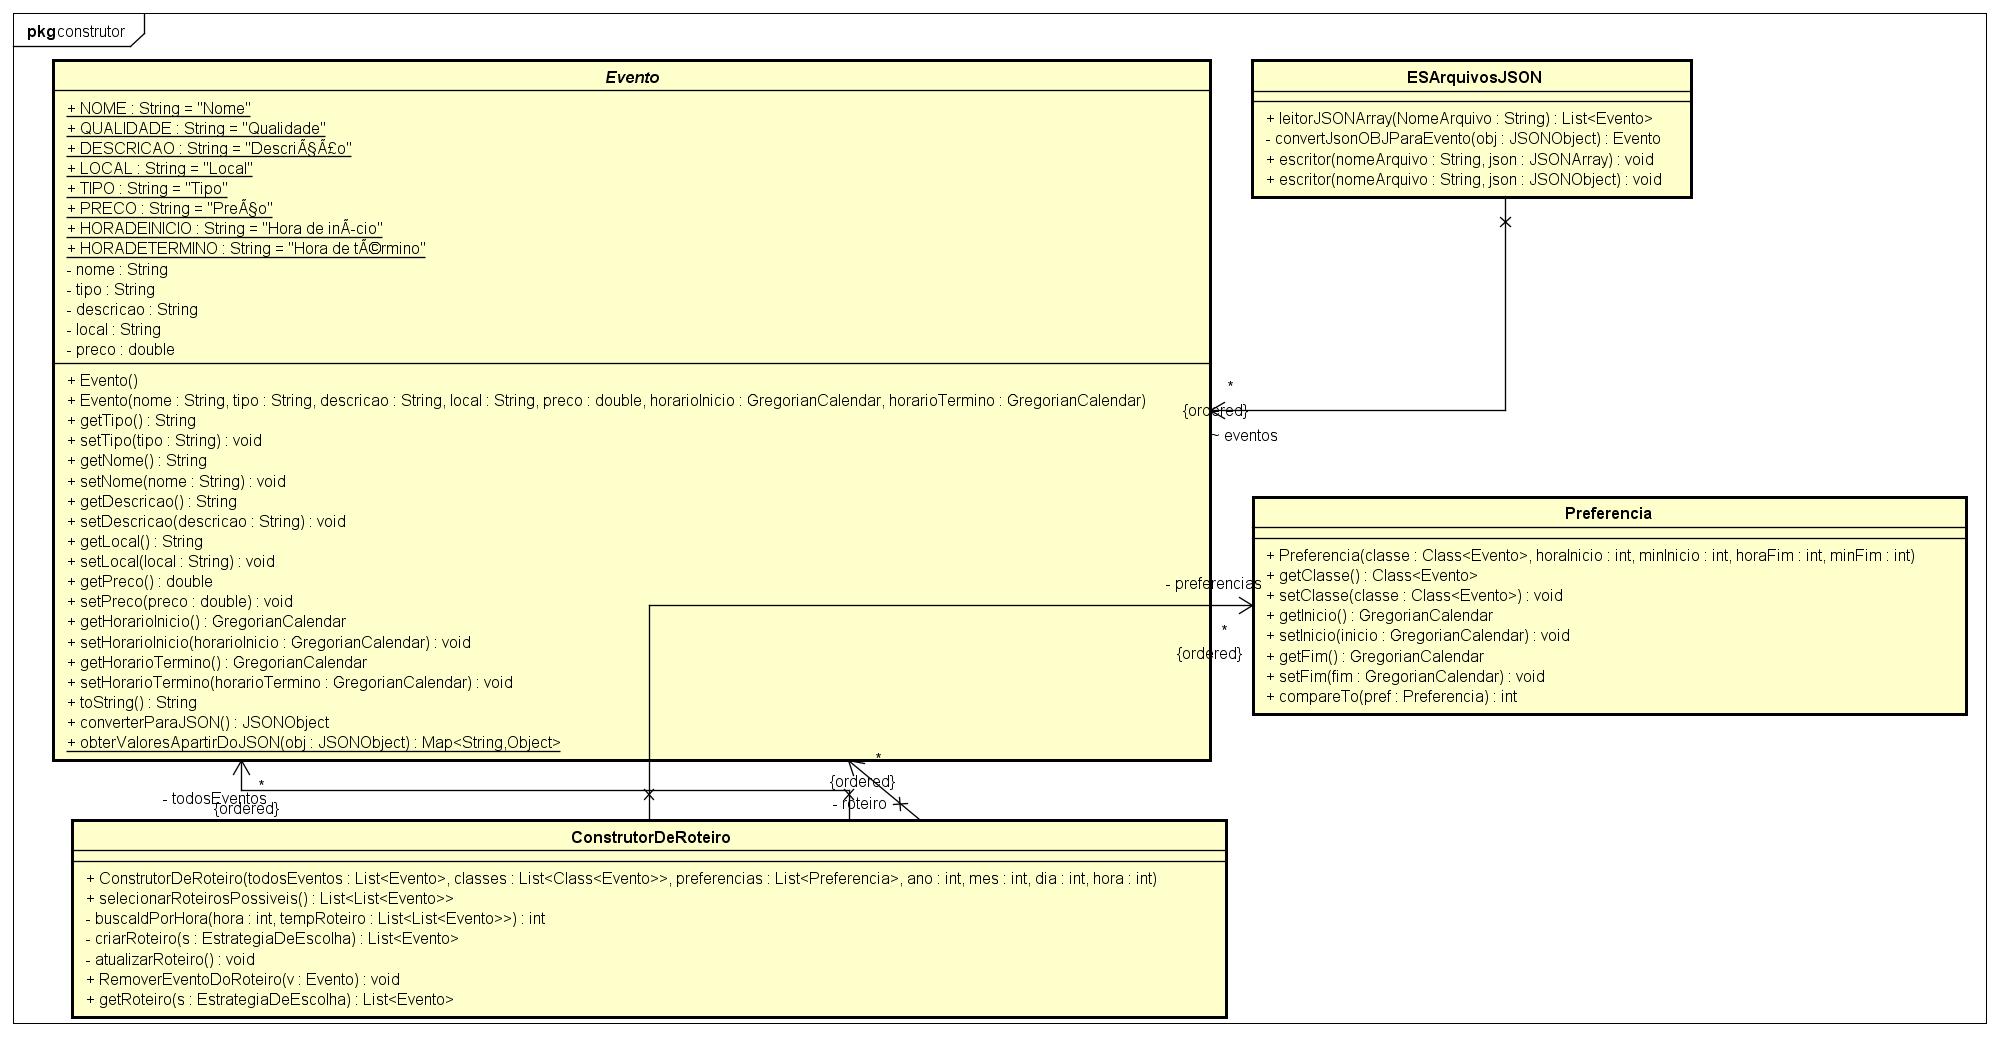 pkg construtor
Evento
+ NOME : String = "Nome"
+ QUALIDADE : String = "Qualidade"
+ DESCRICAO : String = "DescriÃ§Ã£o"
+ LOCAL : String = "Local"
+ TIPO : String = "Tipo"
+ PRECO : String = "PreÃ§o"
+ HORADEINICIO : String = "Hora de inÃ-cio"
+ HORADETERMINO : String = "Hora de tÃ©rmino"
- nome : String
- tipo : String
- descricao : String
- local : String
- preco : double
+ Evento()
+ Evento(nome : String, tipo : String, descricao : String, local : String, preco : double, horarioInicio : GregorianCalendar, horarioTermino : GregorianCalendar)
+ getTipo() : String
+ setTipo(tipo : String) : void
+ getNome() : String
+ setNome(nome : String) : void
+ getDescricao() : String
+ setDescricao(descricao : String) : void
+ getLocal() : String
+ setLocal(local : String) : void
+ getPreco() : double
+ setPreco(preco : double) : void
+ getHorarioInicio() : GregorianCalendar
+ setHorarioInicio(horarioInicio : GregorianCalendar) : void
+ getHorarioTermino() : GregorianCalendar
+ setHorarioTermino(horarioTermino : GregorianCalendar) : void
+ toString() : String
+ converterParaJSON() : JSONObject
+ obterValoresApartirDoJSON(obj : JSONObject) : Map<String,Object>
ESArquivosJSON
+ leitorJSONArray(NomeArquivo : String) : List<Evento>
- convertJsonOBJParaEvento(obj : JSONObject) : Evento
+ escritor(nomeArquivo : String, json : JSONArray) : void
+ escritor(nomeArquivo : String, json : JSONObject) : void
*
{ordered}
~ eventos
Preferencia
+ Preferencia(classe : Class<Evento>, horaInicio : int, minInicio : int, horaFim : int, minFim : int)
+ getClasse() : Class<Evento>
+ setClasse(classe : Class<Evento>) : void
+ getInicio() : GregorianCalendar
+ setInicio(inicio : GregorianCalendar) : void
+ getFim() : GregorianCalendar
+ setFim(fim : GregorianCalendar) : void
+ compareTo(pref : Preferencia) : int
- preferencias
*
{ordered}
*
- todosEventos
{ordered}
*
{ordered}
- roteiro
ConstrutorDeRoteiro
+ ConstrutorDeRoteiro(todosEventos : List<Evento>, classes : List<Class<Evento>>, preferencias : List<Preferencia>, ano : int, mes : int, dia : int, hora : int)
+ selecionarRoteirosPossiveis() : List<List<Evento>>
- buscaIdPorHora(hora : int, tempRoteiro : List<List<Evento>>) : int
- criarRoteiro(s : EstrategiaDeEscolha) : List<Evento>
- atualizarRoteiro() : void
+ RemoverEventoDoRoteiro(v : Evento) : void
+ getRoteiro(s : EstrategiaDeEscolha) : List<Evento>